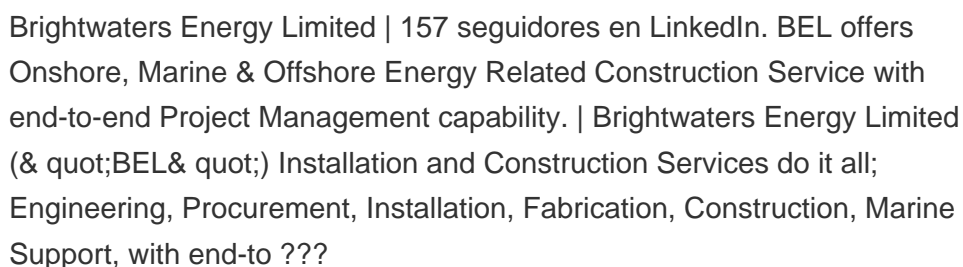 Brightwaters Energy Limited | 157 seguidores en LinkedIn. BEL offers
Onshore, Marine & Offshore Energy Related Construction Service with
end-to-end Project Management capability. | Brightwaters Energy Limited
(& quot;BEL& quot;) Installation and Construction Services do it all;
Engineering, Procurement, Installation, Fabrication, Construction, Marine
Support, with end-to ???